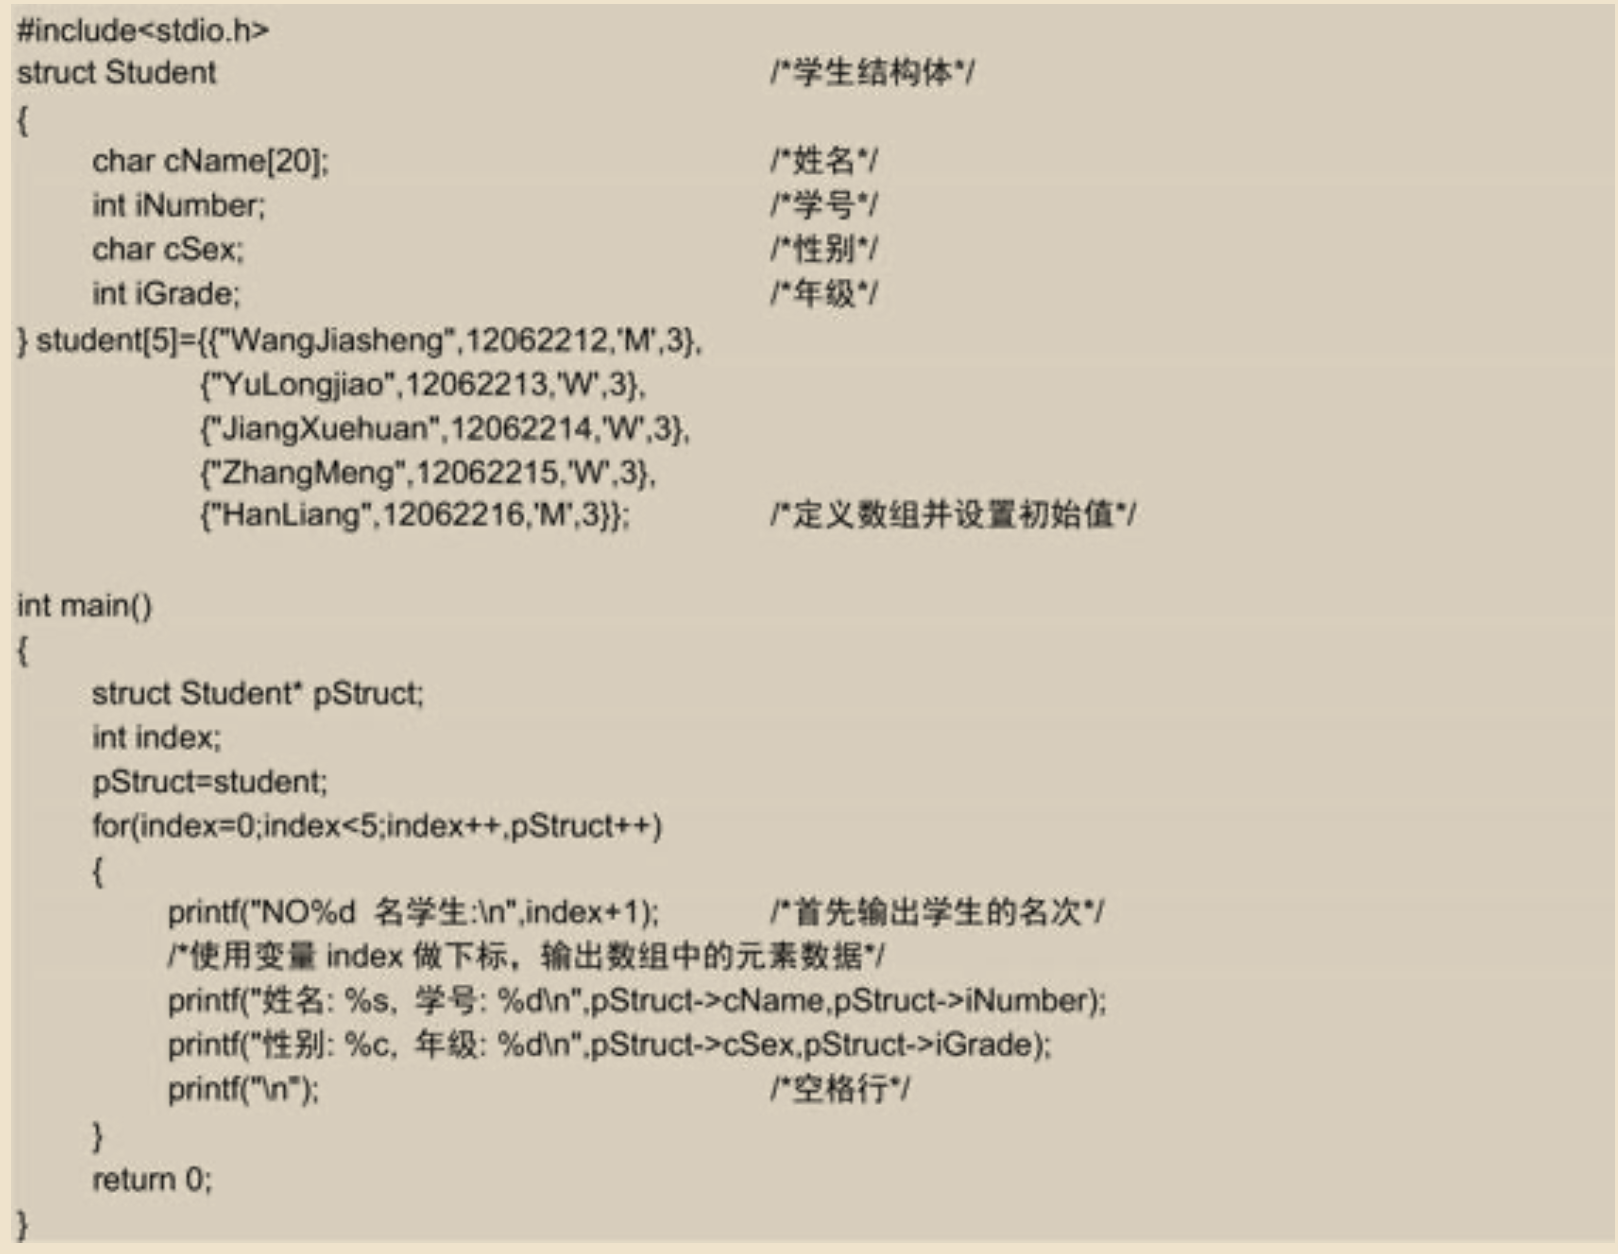 #include<stdio.h>
struct Student /*学生结构体*/
{
char cName[20]; /*姓名*/
int iNumber; /*学号*/
char cSex; /*性别*/
int iGrade; /*年级*/
} student[5]={{"WangJiasheng",12062212,'M',3},
{"YuLongjiao",12062213,'W',3},
{"JiangXuehuan",12062214,'W',3},
{"ZhangMeng",12062215,'W',3},
{"HanLiang",12062216,'M',3}}; /*定义数组并设置初始值*/
int main()
{
struct Student* pStruct;
int index;
pStruct=student;
for(index=0;index<5;index++,pStruct++)
{
printf("NO%d 名学生:\n",index+1); /*首先输出学生的名次*/
/*使用变量 index 做下标，输出数组中的元素数据*/
printf("姓名: %s, 学号: %d\n",pStruct->cName,pStruct->iNumber);
printf("性别: %c, 年级: %d\n",pStruct->cSex,pStruct->iGrade);
printf("\n"); /*空格行*/
}
return 0;
}